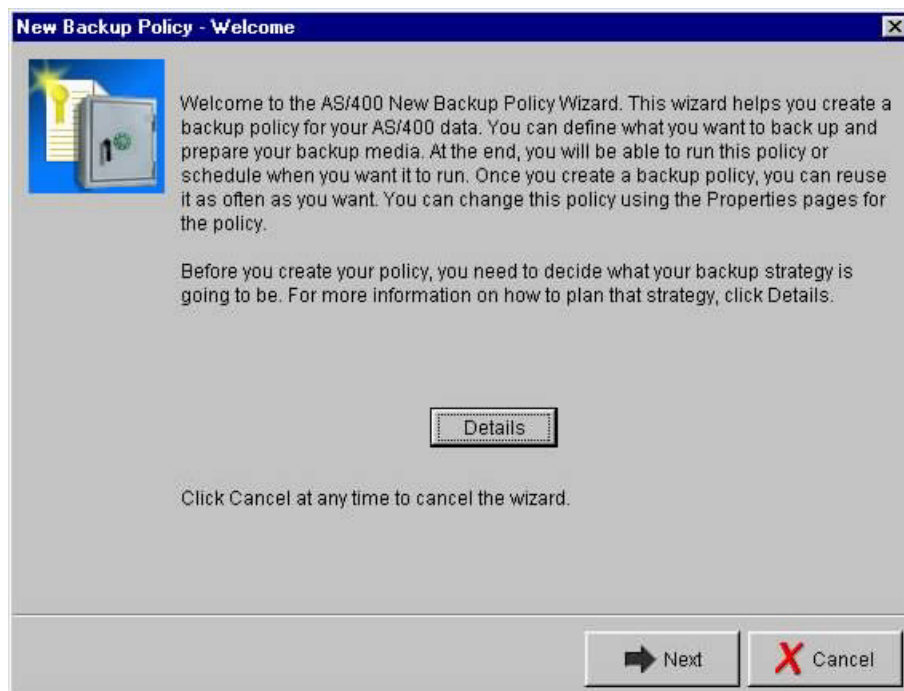 New Backup Policy - Welcome
Welcome to the AS/400 New Backup Policy Wizard. This wizard helps you create a
backup policy for your AS/400 data. You can define what you want to back up and
prepare your backup media. At the end, you will be able to run this policy or
schedule when you want it to run. Once you create a backup policy, you can reuse
it as often as you want. You can change this policy using the Properties pages for
the policy.
Before you create your policy, you need to decide what your backup strategy is
going to be. For more information on how to plan that strategy, click Details.
Details
Click Cancel at any time to cancel the wizard.
Next
Cancel